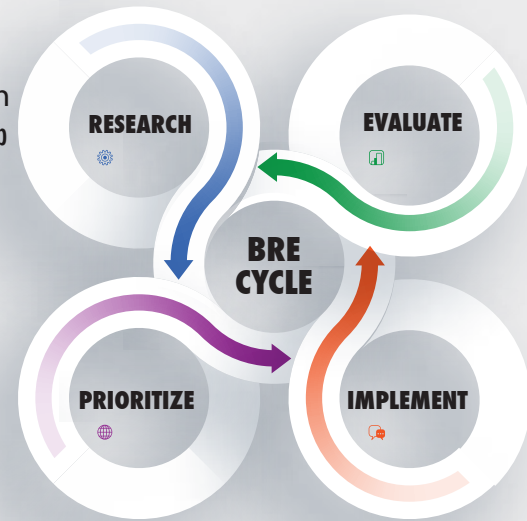 RESEARCH
EVALUATE
BRE
CYCLE
PRIORITIZE
IMPLEMENT